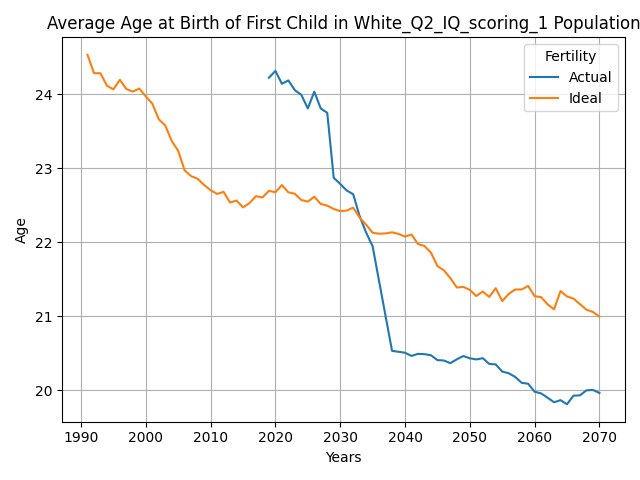 Average Age at Birth of First Child in White_Q2_IQ_scoring_1 Population
Fertility
Actual
Ideal
Age
24
23
22
21
20
1990 2000 2010 2020 2030 2040 2050 2060 2070
Years